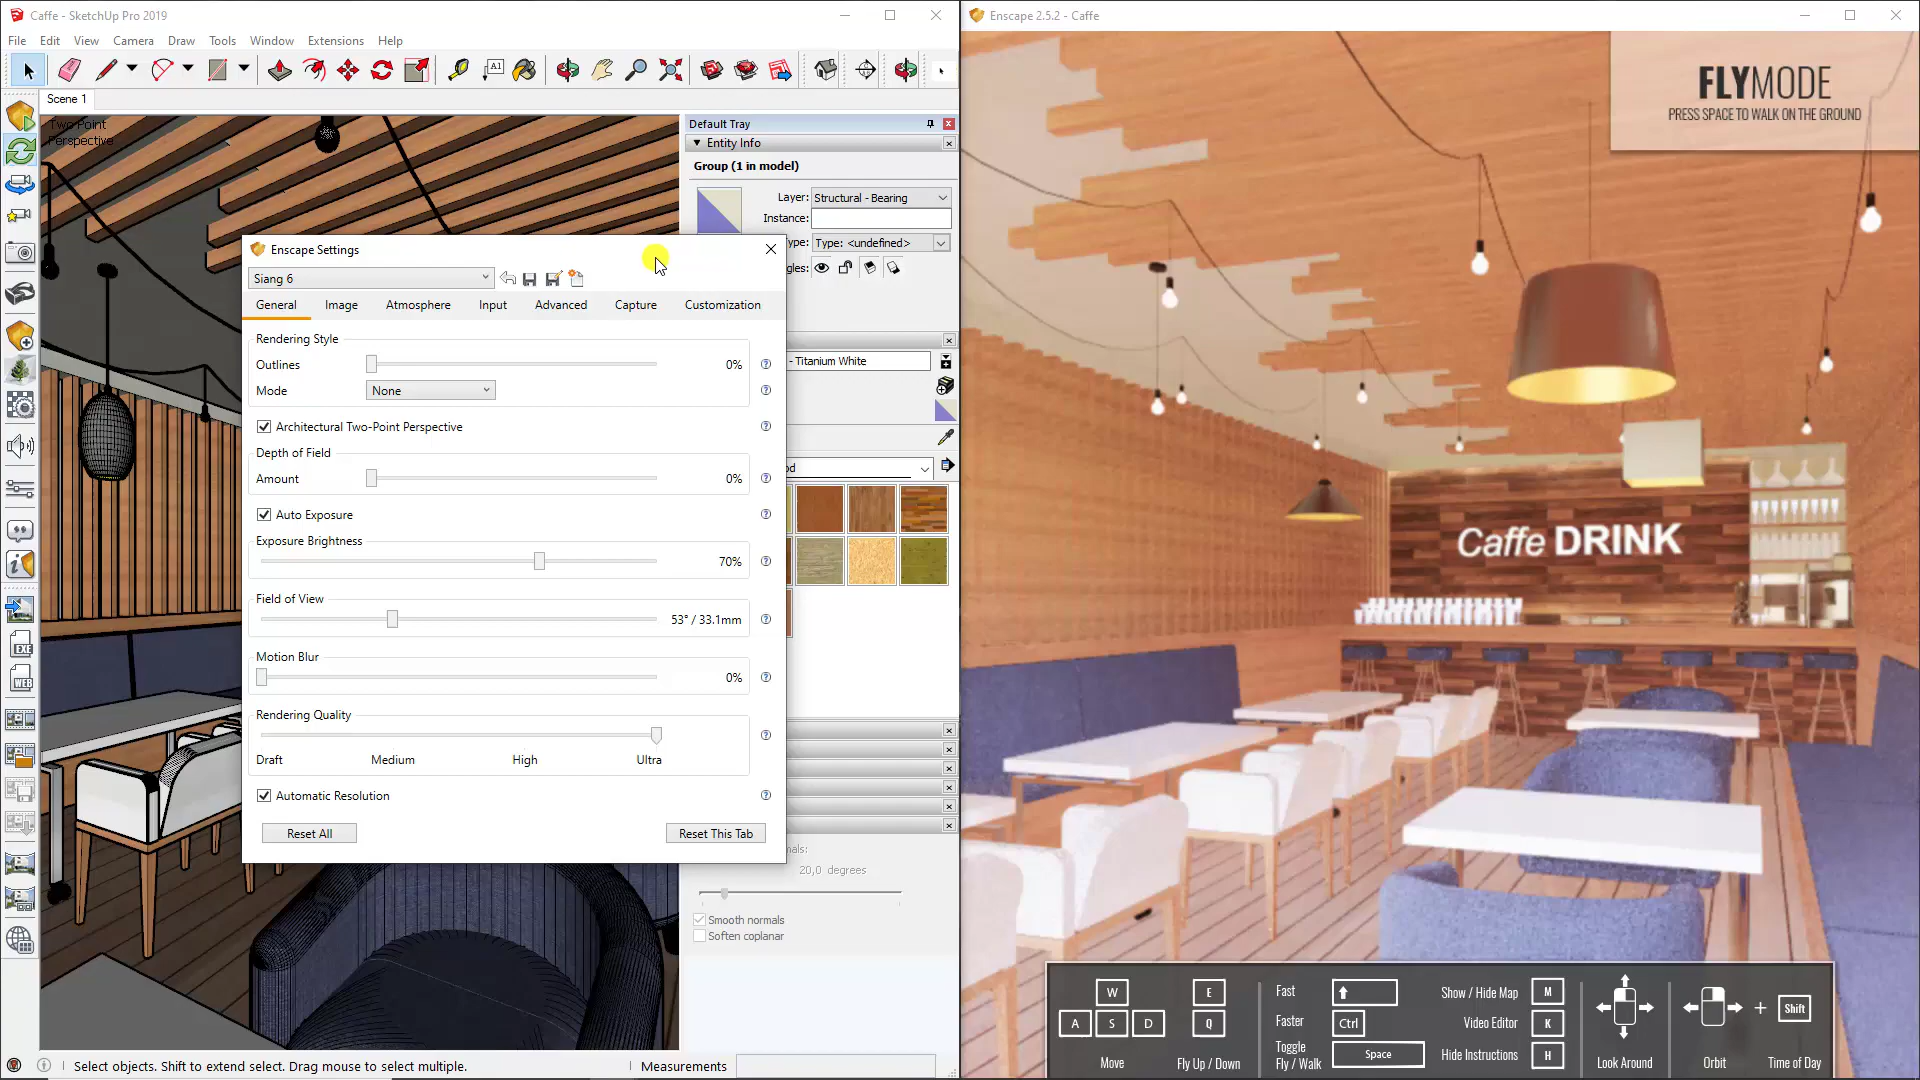 Caffe - SketchUp Pro 2019
File Edit View Camera Draw Tools Window Extensions Help
A1
Scene 1
Two Point
Perspective
EXE
WEB
Default Tray
Entity Info
Group (1 in model)
Layer: Structural - Bearing
Instance:
ype: Type: <undefined>
gles:
- Titanium White
od
mals:
20,0 degrees
Smooth normals
Soften coplanar
Enscape Settings
Siang 6
General Image Atmosphere Input Advanced Capture Customization
Rendering Style
Outlines 0%
Mode None
Architectural Two-Point Perspective
Depth of Field
Amount 0%
Auto Exposure
Exposure Brightness
70%
Field of View
53° / 33.1mm
Motion Blur
0%
Rendering Quality
Draft Medium High Ultra
Automatic Resolution
Reset All Reset This Tab
Select objects. Shift to extend select. Drag mouse to select multiple.
Measurements
Enscape 2.5.2 - Caffe
FLYMODE
PRESS SPACE TO WALK ON THE GROUND
Caffe DRINK
W
A S D
Move
E
Q
Fly Up / Down
Fast
Faster Ctrl
Toggle
Fly / Walk Space
Show / Hide Map M
Video Editor K
Hide Instructions H
Look Around
Orbit
+ Shift
Time of Day